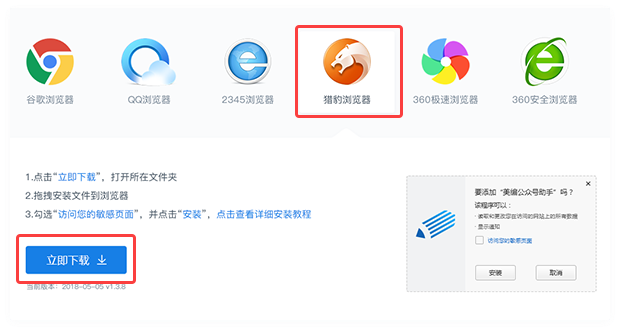 谷歌浏览器
QQ浏览器
2345浏览器
猎豹浏览器
360极速浏览器
360安全浏览器
1.点击“立即下载”，打开所在文件夹
2.拖拽安装文件到浏览器
3.勾选“访问您的敏感页面”，并点击“安装”，点击查看详细安装教程
立即下载
当前版本：2018-05-05 v1.3.8
要添加“美编公众号助手”吗？
该程序可以：
· 读取和更改您在访问的网站上的所有数据
· 显示通知
访问您的敏感页面
安装
取消